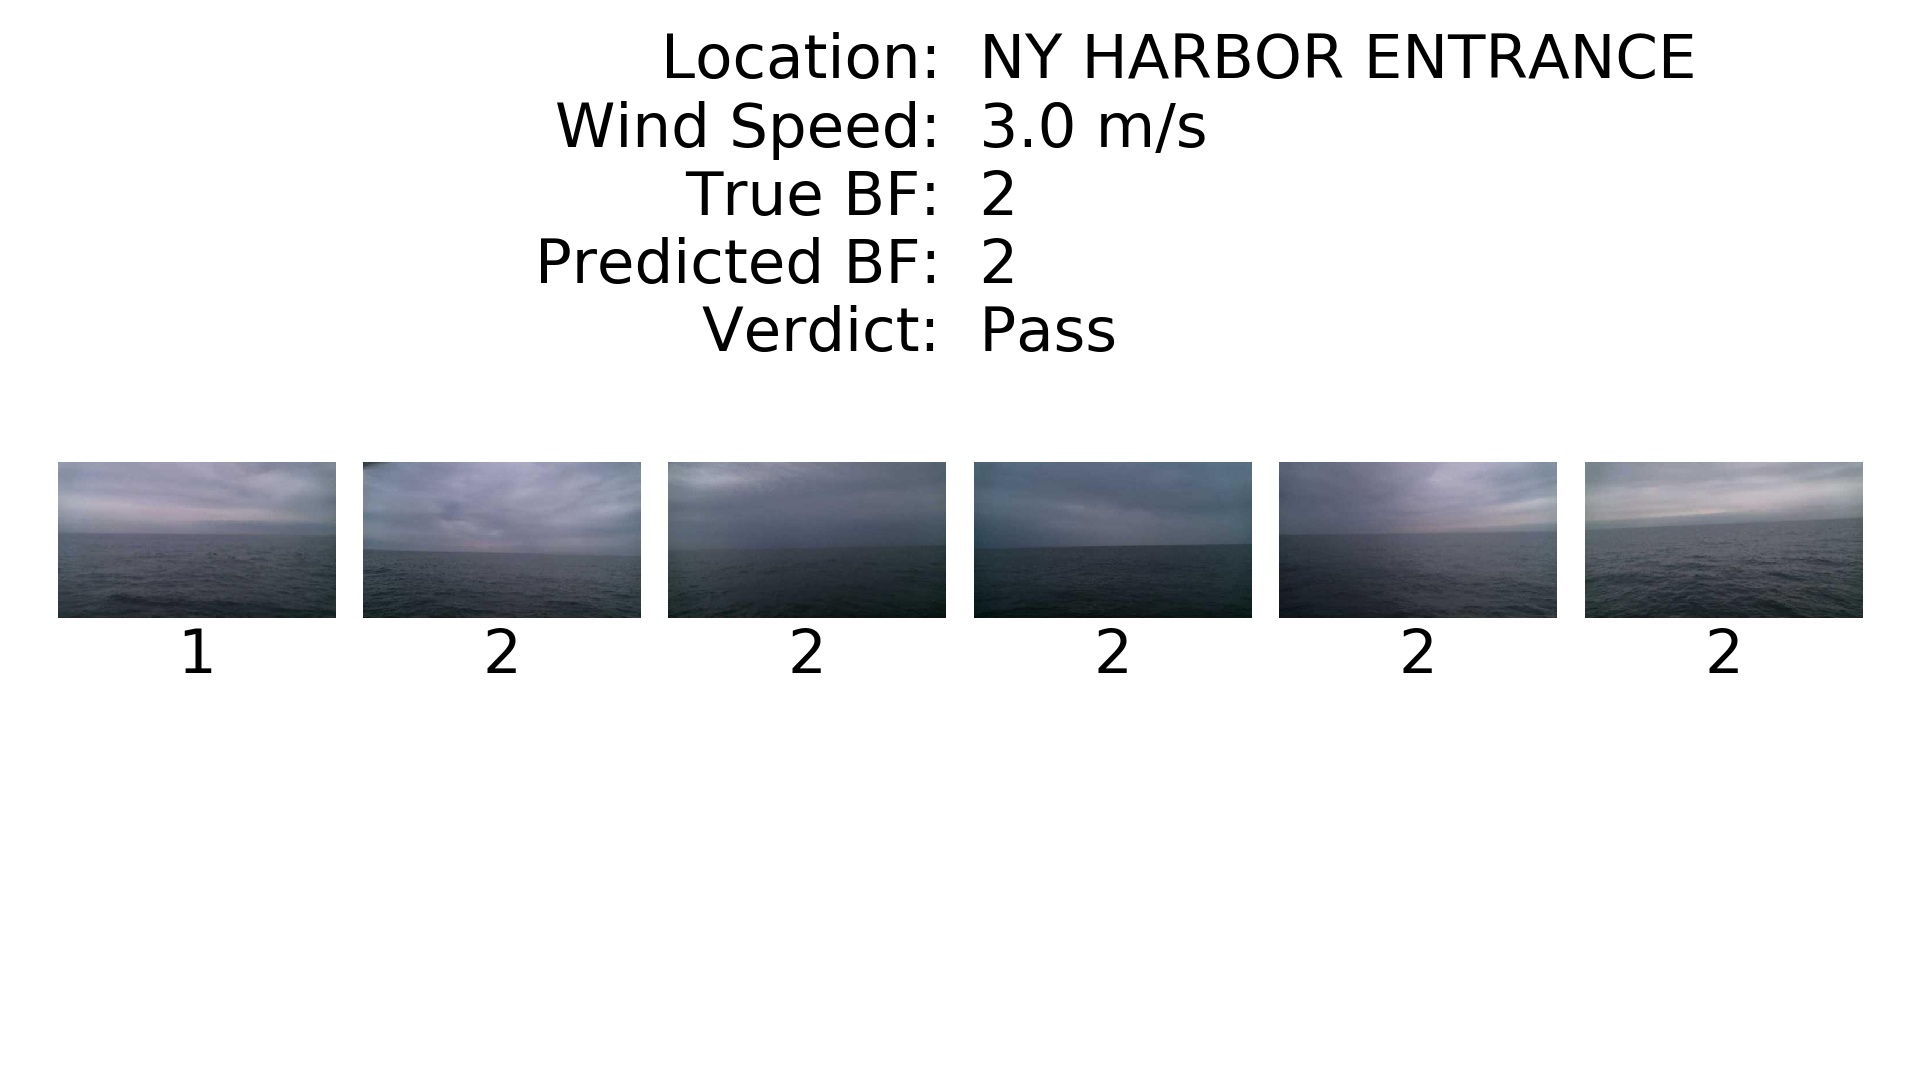 Location: NY HARBOR ENTRANCE
Wind Speed: 3.0 m/s
True BF: 2
Predicted BF: 2
Verdict: Pass
1 2 2 2 2 2